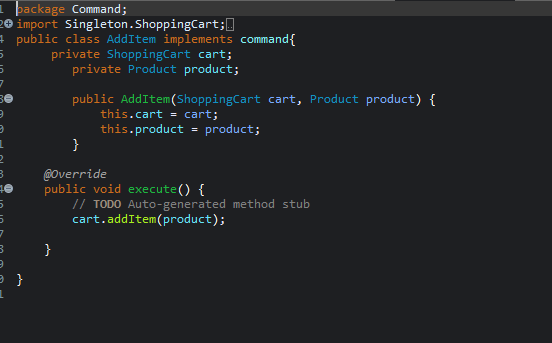 1 package Command;
2 import Singleton.ShoppingCart;
4 public class AddItem implements command{
5 private ShoppingCart cart;
6 private Product product;
7
8 public AddItem(ShoppingCart cart, Product product) {
9 this.cart = cart;
0 this.product = product;
1 }
2
3 @Override
4 public void execute() {
5 // TODO Auto-generated method stub
6 cart.addItem(product);
7
8 }
9
0 }
1